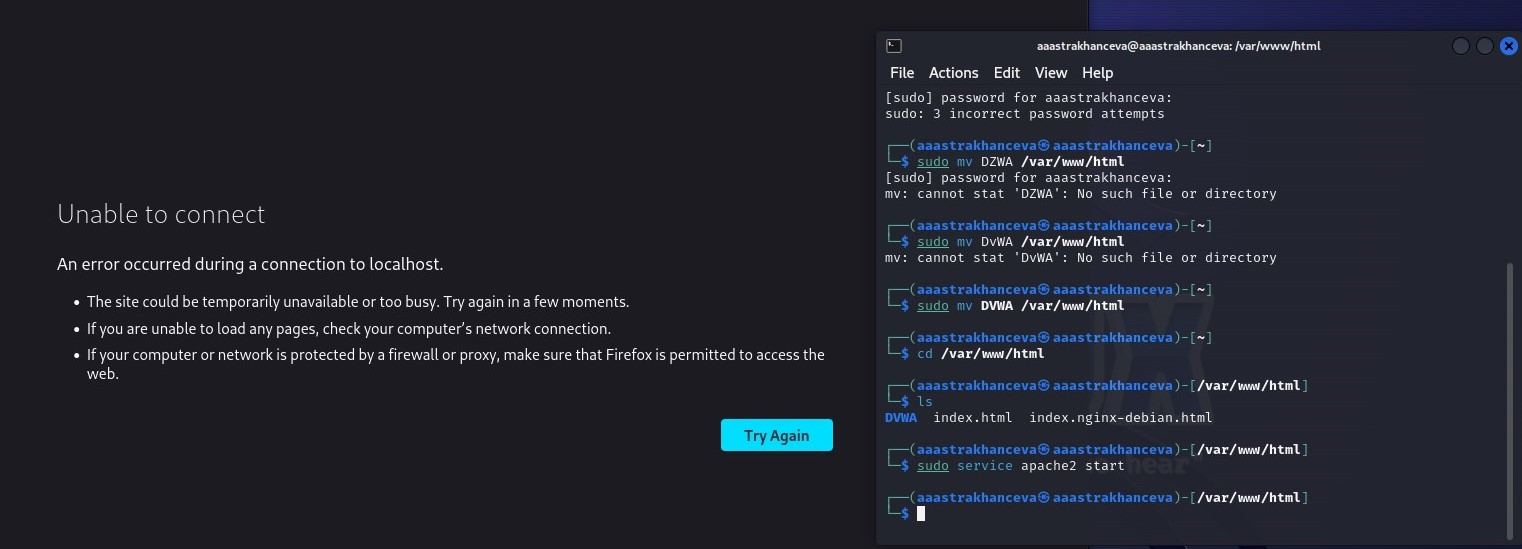 Unable to connect
An error occurred during a connection to localhost.
• The site could be temporarily unavailable or too busy. Try again in a few moments.
• If you are unable to load any pages, check your computer’s network connection.
• If your computer or network is protected by a firewall or proxy, make sure that Firefox is permitted to access the
web.
Try Again
aaastrakhanceva@aaastrakhanceva: /var/www/html
File Actions Edit View Help
[sudo] password for aaastrakhanceva:
sudo: 3 incorrect password attempts
┌──(aaastrakhanceva㉿aaastrakhanceva)-[~]
└─$ sudo mv DZWA /var/www/html
[sudo] password for aaastrakhanceva:
mv: cannot stat 'DZWA': No such file or directory
┌──(aaastrakhanceva㉿aaastrakhanceva)-[~]
└─$ sudo mv DvWA /var/www/html
mv: cannot stat 'DvWA': No such file or directory
┌──(aaastrakhanceva㉿aaastrakhanceva)-[~]
└─$ sudo mv DVWA /var/www/html
┌──(aaastrakhanceva㉿aaastrakhanceva)-[~]
└─$ cd /var/www/html
┌──(aaastrakhanceva㉿aaastrakhanceva)-[/var/www/html]
└─$ ls
DVWA  index.html  index.nginx-debian.html
┌──(aaastrakhanceva㉿aaastrakhanceva)-[/var/www/html]
└─$ sudo service apache2 start
┌──(aaastrakhanceva㉿aaastrakhanceva)-[/var/www/html]
└─$